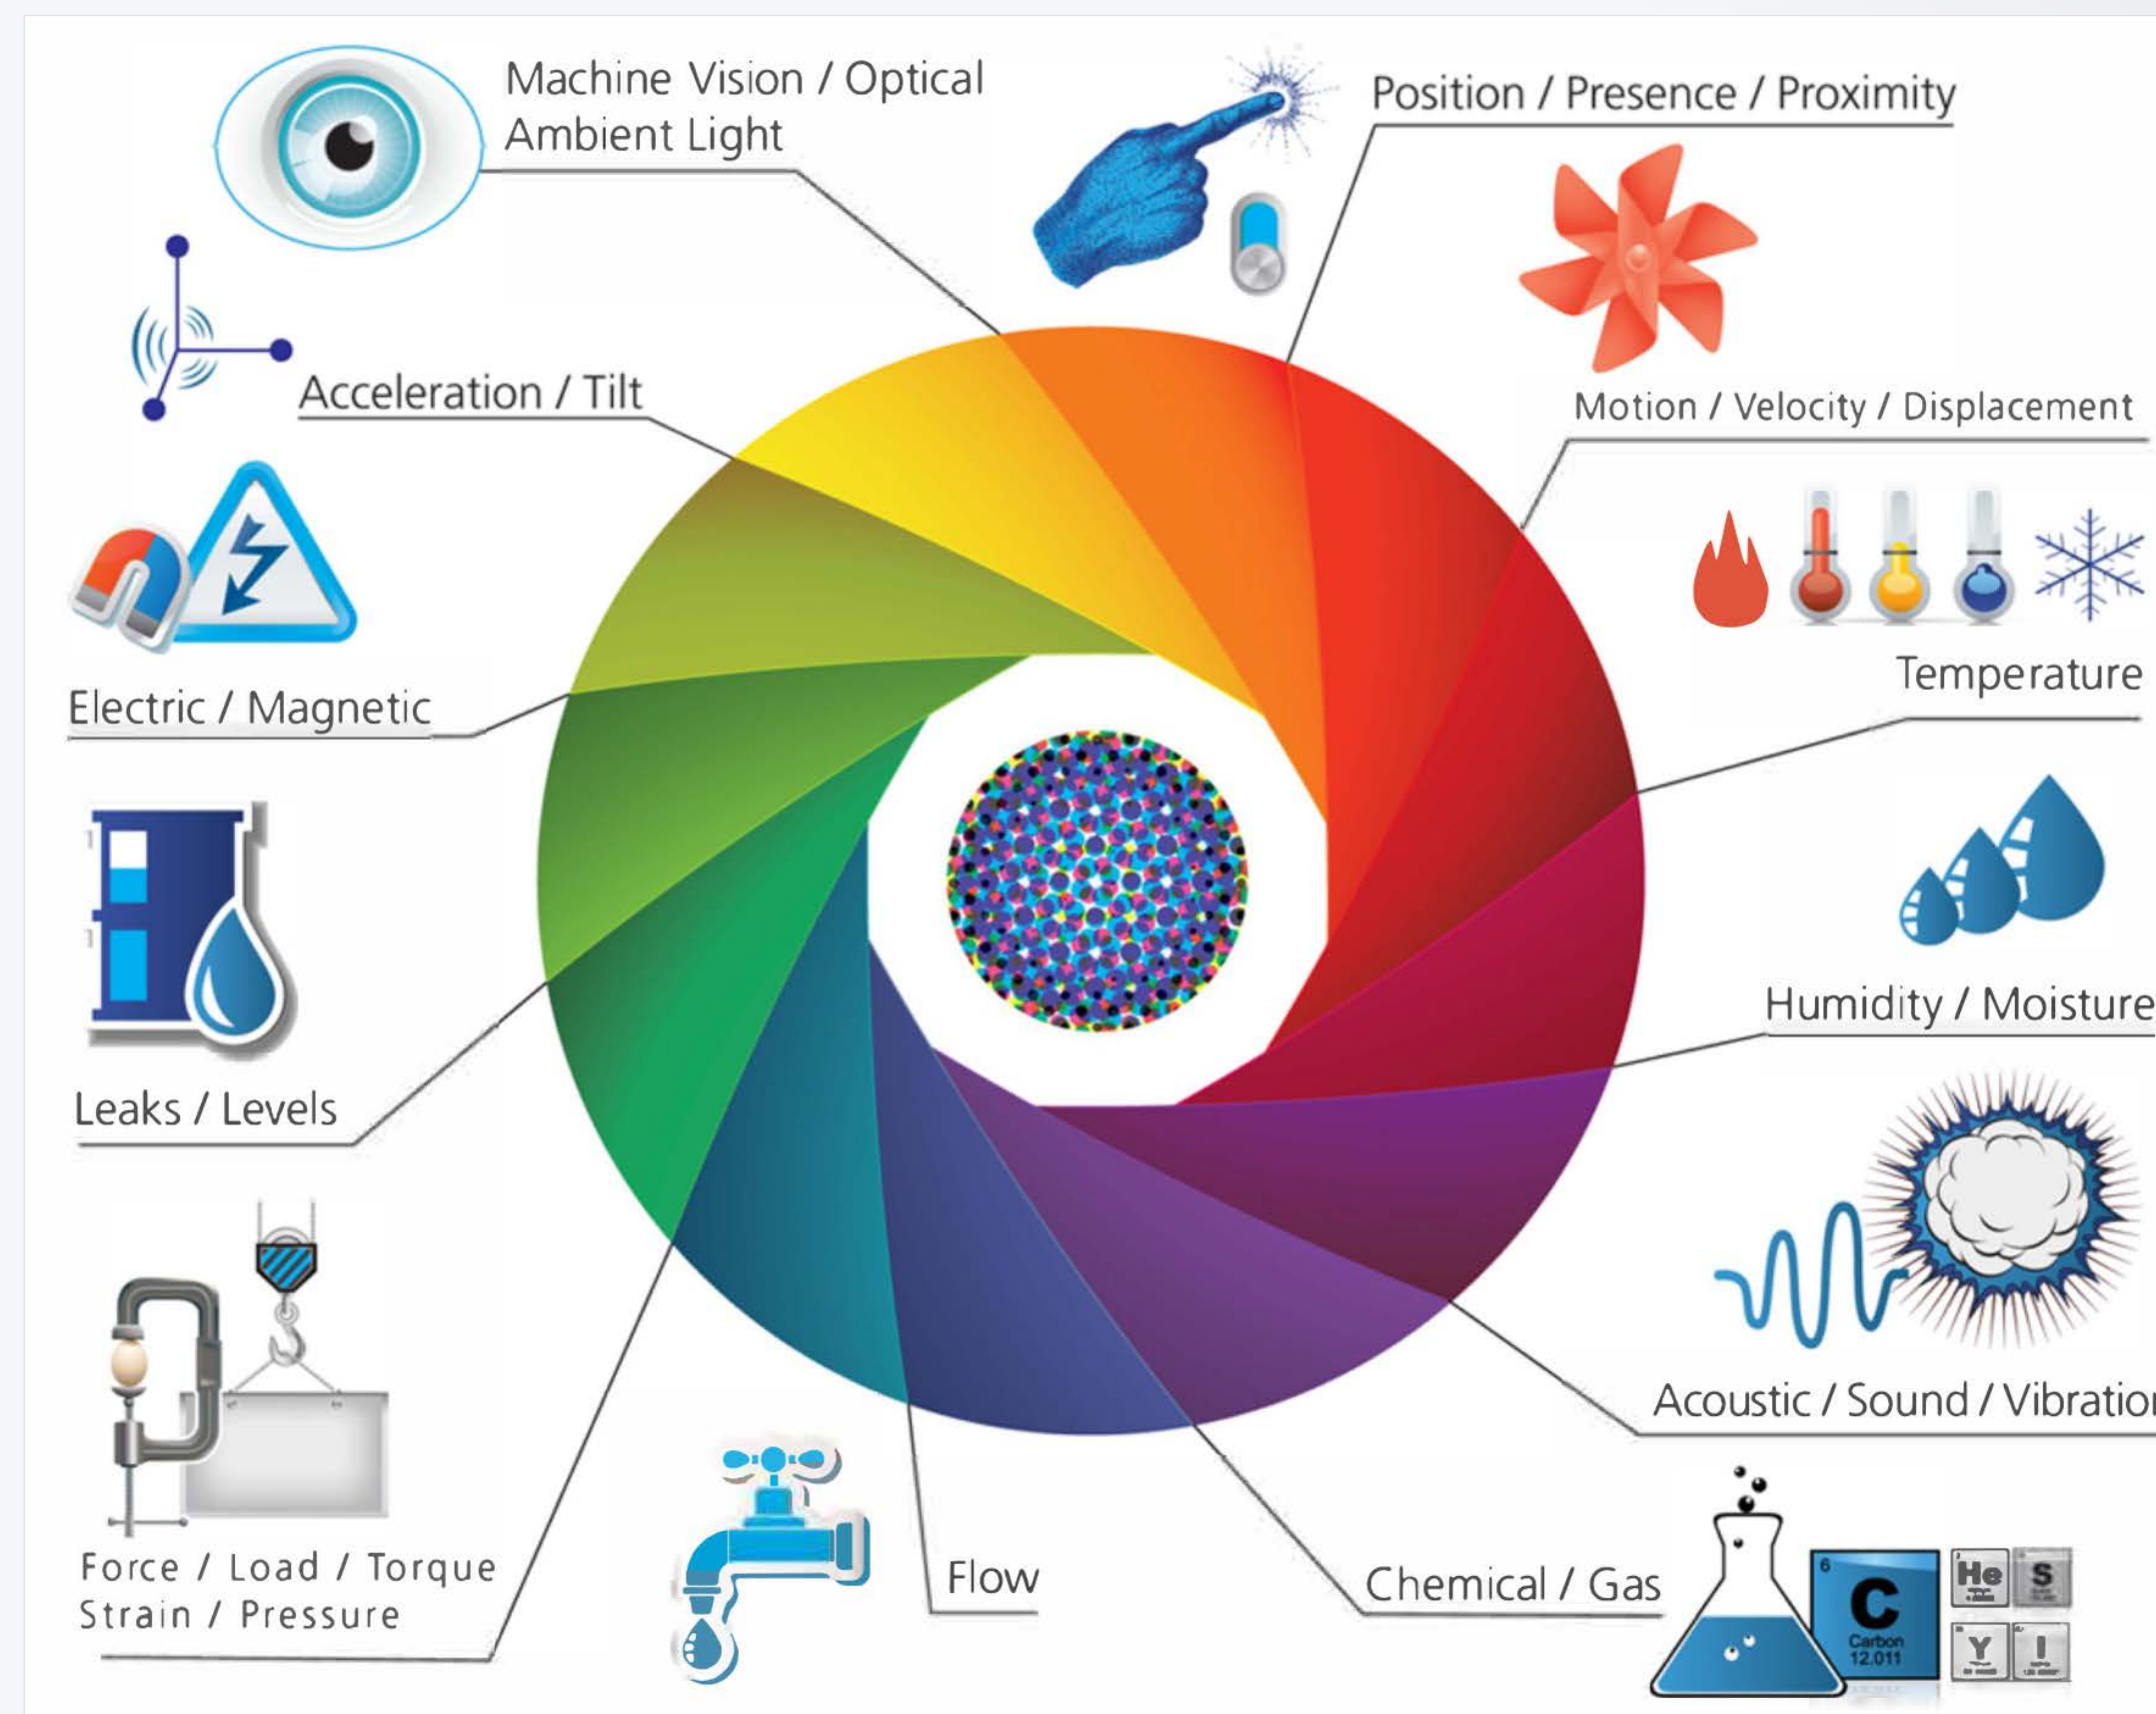 Machine Vision / Optical
Ambient Light
Position / Presence / Proximity
Acceleration / Tilt
Motion / Velocity / Displacement
Electric / Magnetic
Temperature
Leaks / Levels
Humidity / Moisture
Force / Load / Torque
Strain / Pressure
Flow
Chemical / Gas
Acoustic / Sound / Vibration
6
C
Carbon
12.011
He
S
Y
I